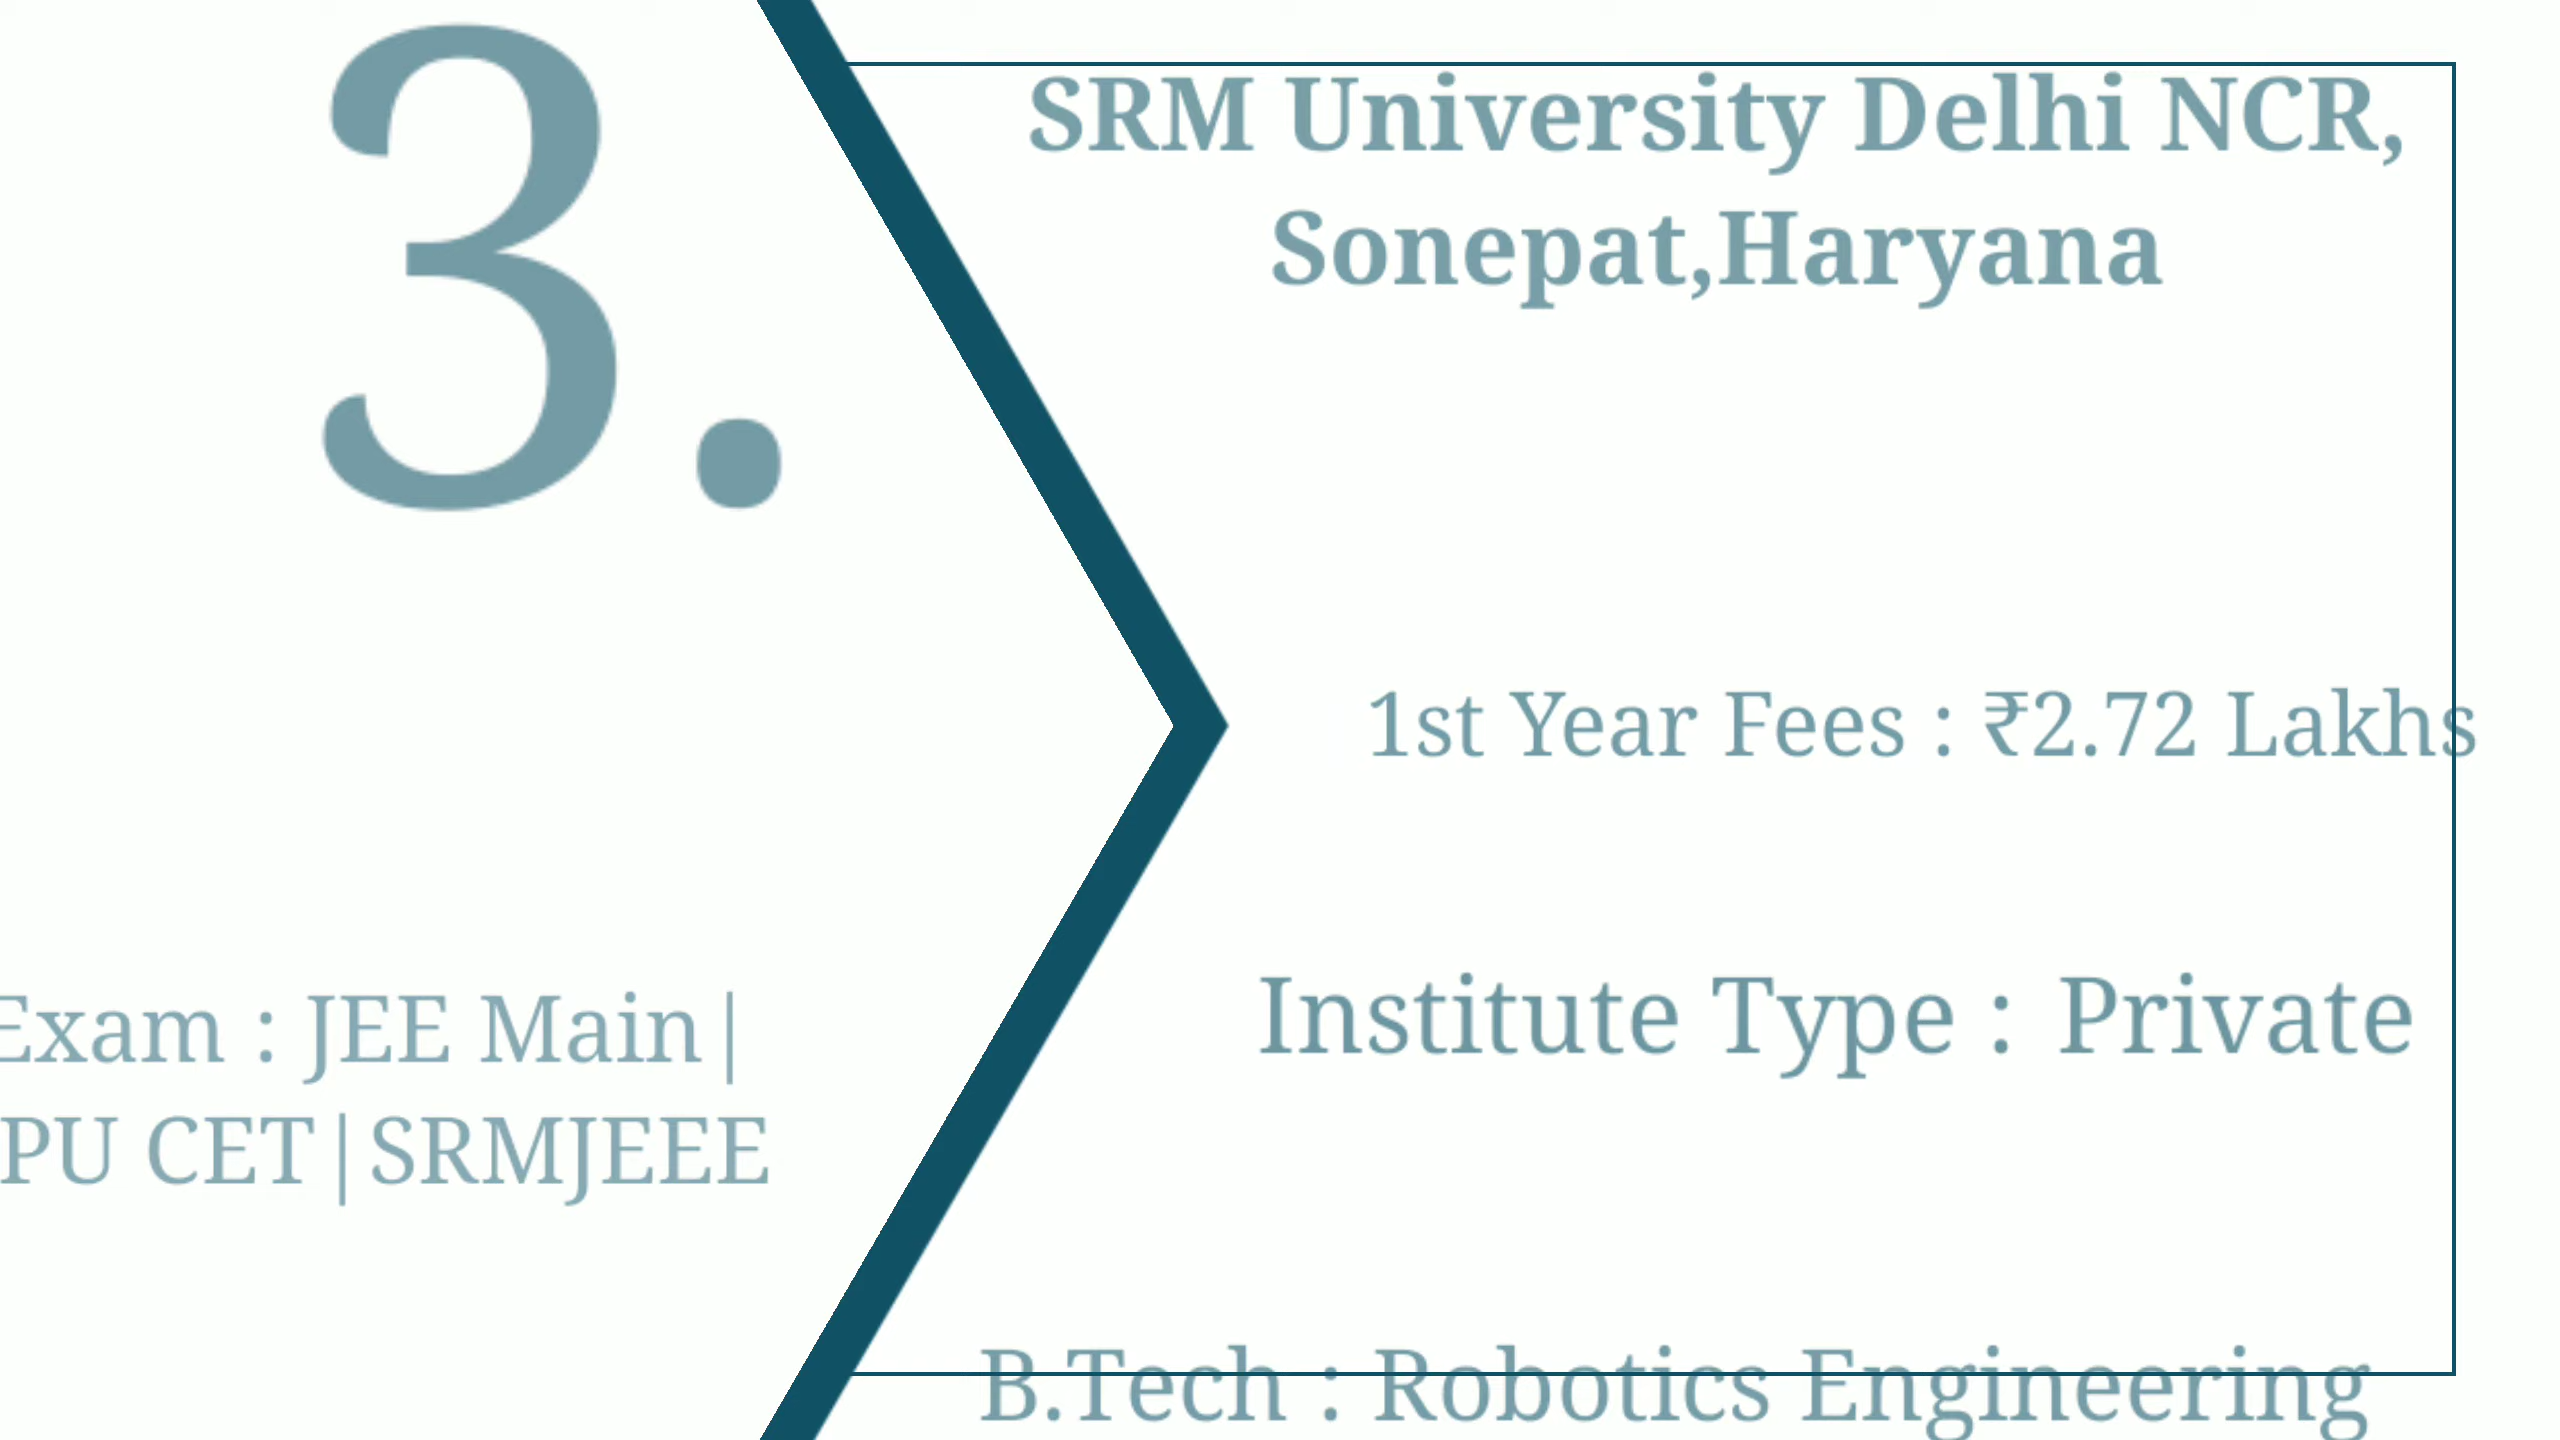 3.
SRM University Delhi NCR,
Sonepat,Haryana
1st Year Fees : ₹2.72 Lakhs
Institute Type : Private
Exam : JEE Main|
PU CET|SRMJEEE
B.Tech : Robotics Engineering